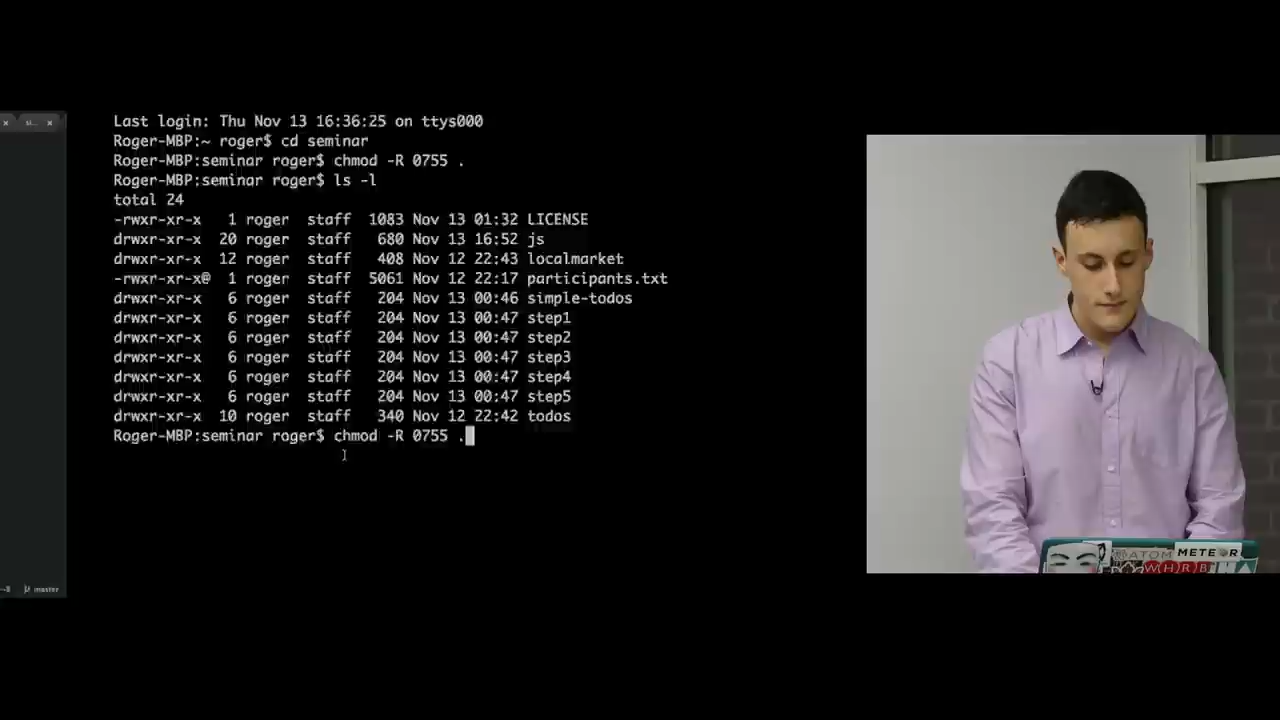 si...
Last login: Thu Nov 13 16:36:25 on ttys000
Roger-MBP:~ roger$ cd seminar
Roger-MBP:seminar roger$ chmod -R 0755 .
Roger-MBP:seminar roger$ ls -l
total 24
-rwxr-xr-x   1 roger  staff  1083 Nov 13 01:32 LICENSE
drwxr-xr-x  20 roger  staff   680 Nov 13 16:52 js
drwxr-xr-x  12 roger  staff   408 Nov 12 22:43 localmarket
-rwxr-xr-x@  1 roger  staff  5061 Nov 12 22:17 participants.txt
drwxr-xr-x   6 roger  staff   204 Nov 13 00:46 simple-todos
drwxr-xr-x   6 roger  staff   204 Nov 13 00:47 step1
drwxr-xr-x   6 roger  staff   204 Nov 13 00:47 step2
drwxr-xr-x   6 roger  staff   204 Nov 13 00:47 step3
drwxr-xr-x   6 roger  staff   204 Nov 13 00:47 step4
drwxr-xr-x   6 roger  staff   204 Nov 13 00:47 step5
drwxr-xr-x  10 roger  staff   340 Nov 12 22:42 todos
Roger-MBP:seminar roger$ chmod -R 0755 .
master
ATOM METEOR
WHRB